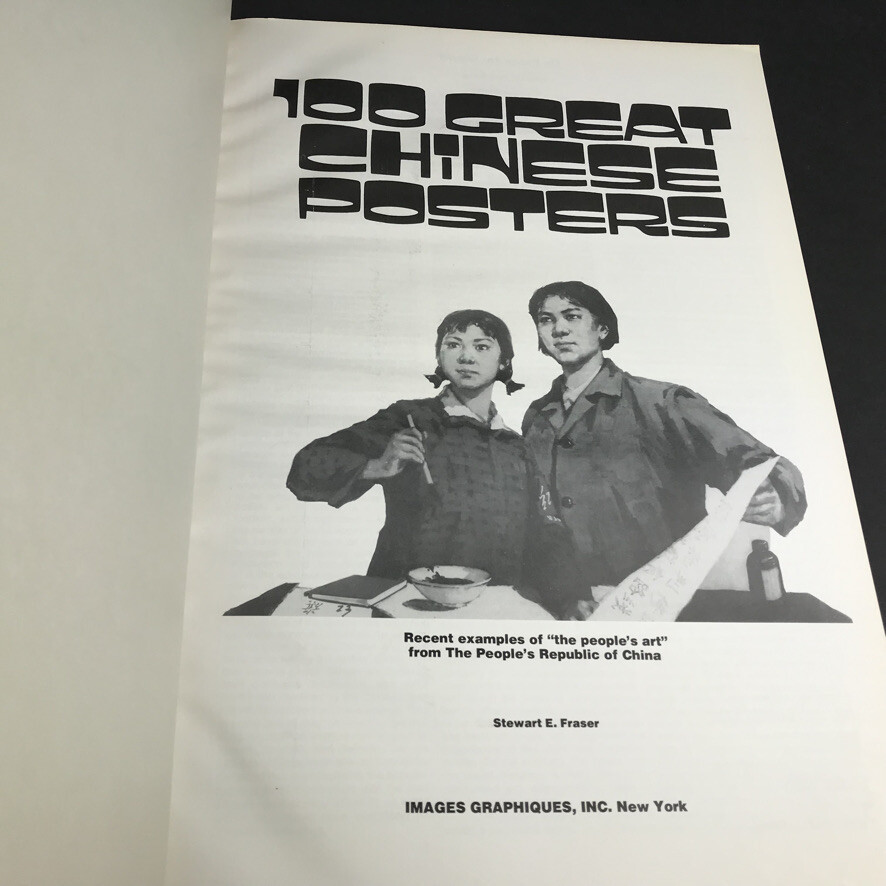 100 GREAT
CHiNESE
POSTERS
Recent examples of “the people’s art”
from The People’s Republic of China
Stewart E. Fraser
IMAGES GRAPHIQUES, INC. New York